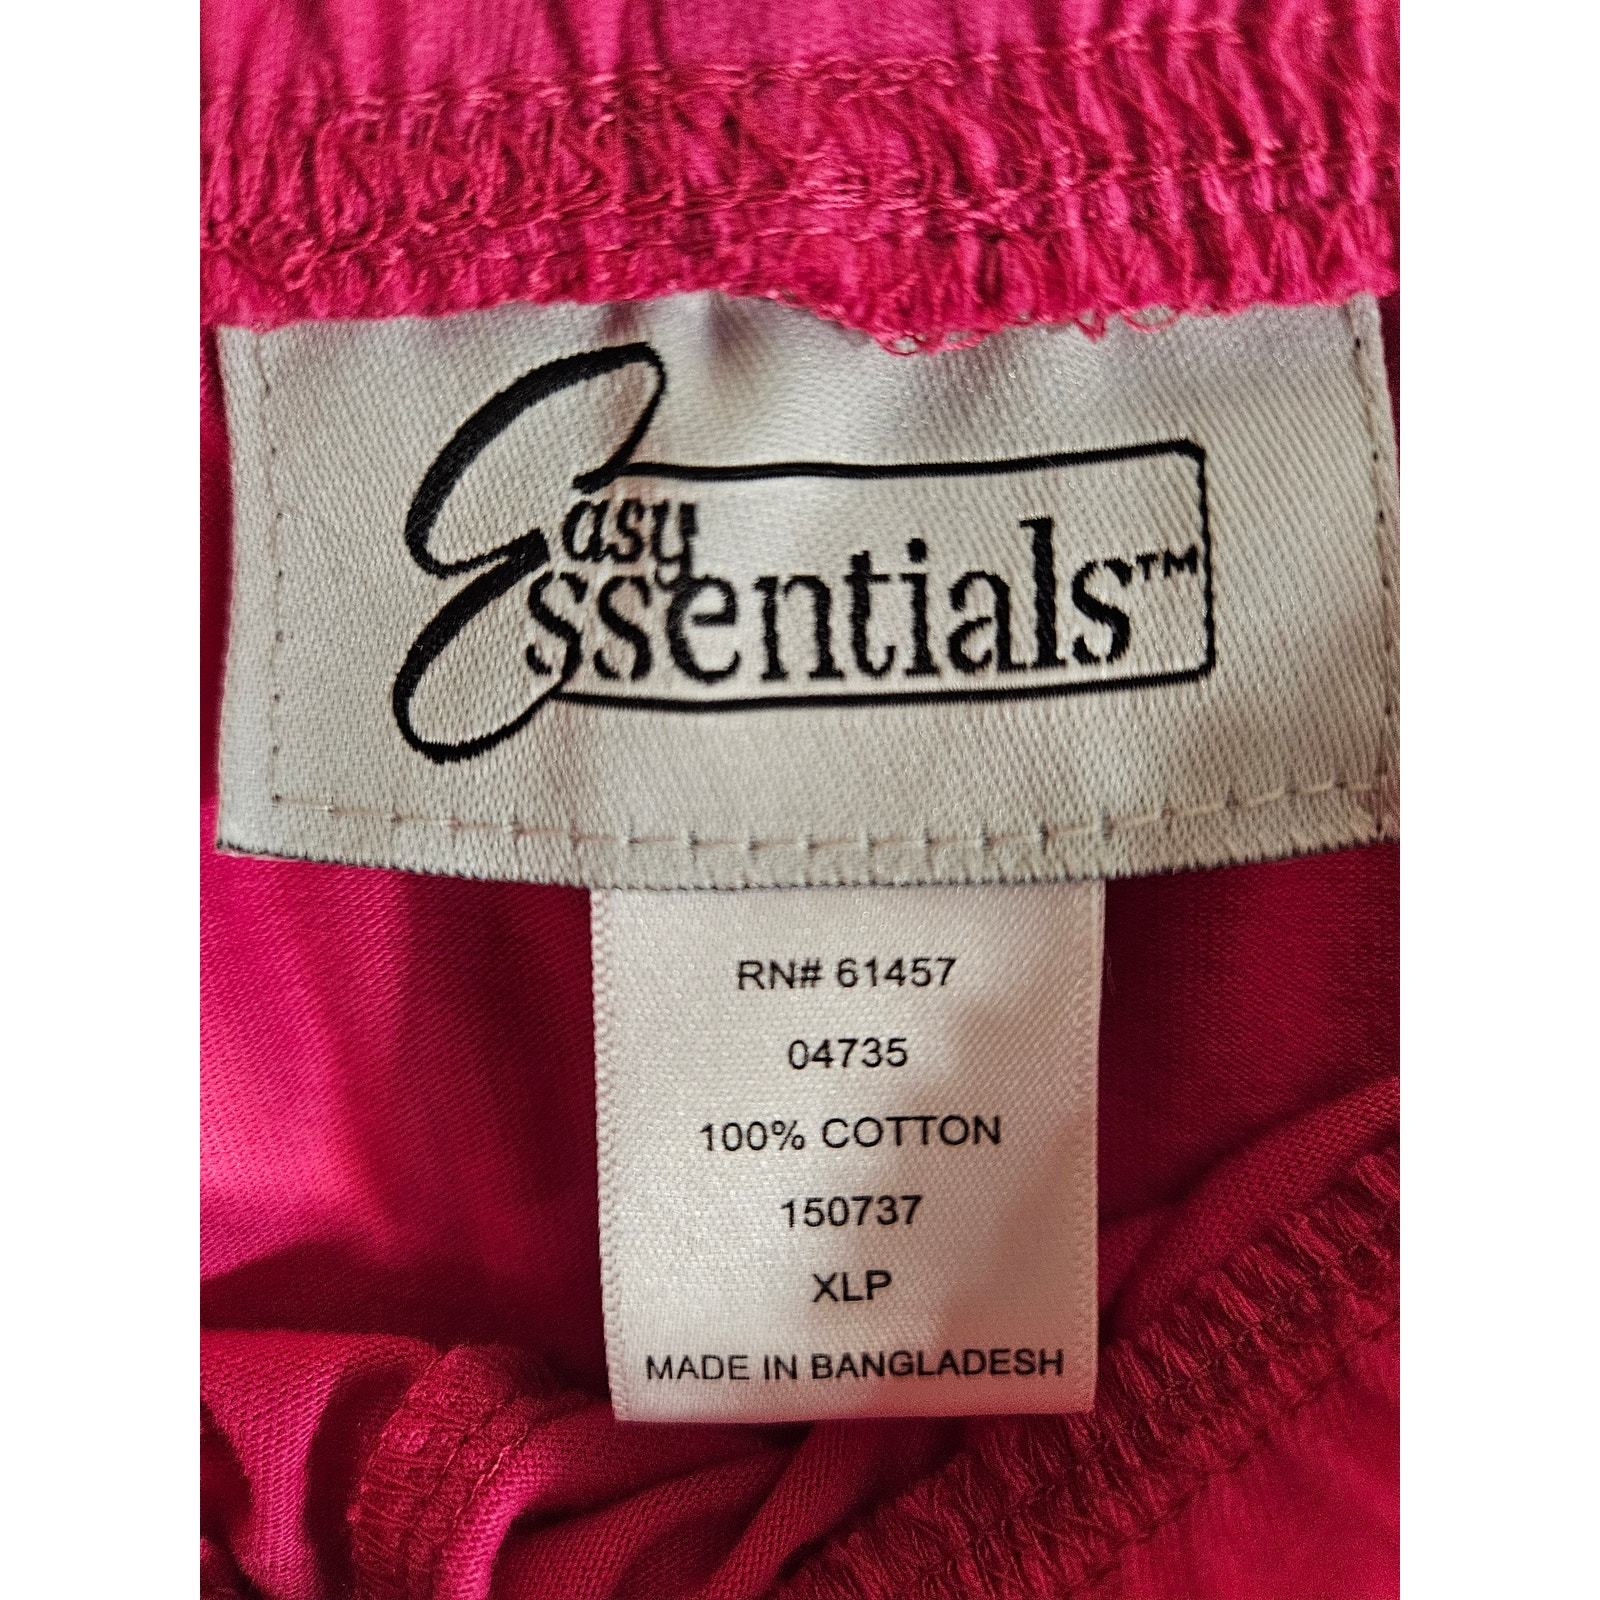 Easy
Essentials™
RN# 61457
04735
100% COTTON
150737
XLP
MADE IN BANGLADESH